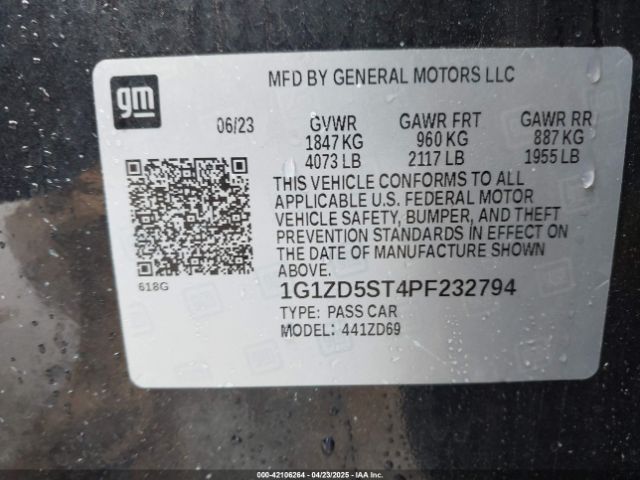 gm
MFD BY GENERAL MOTORS LLC
06/23 GVWR GAWR FRT GAWR RR
1847 KG 960 KG 887 KG
4073 LB 2117 LB 1955 LB
THIS VEHICLE CONFORMS TO ALL
APPLICABLE U.S. FEDERAL MOTOR
VEHICLE SAFETY, BUMPER, AND THEFT
PREVENTION STANDARDS IN EFFECT ON
THE DATE OF MANUFACTURE SHOWN
ABOVE.
618G
1G1ZD5ST4PF232794
TYPE: PASS CAR
MODEL: 441ZD69
000-42106264 - 04/23/2025 - IAA, Inc.